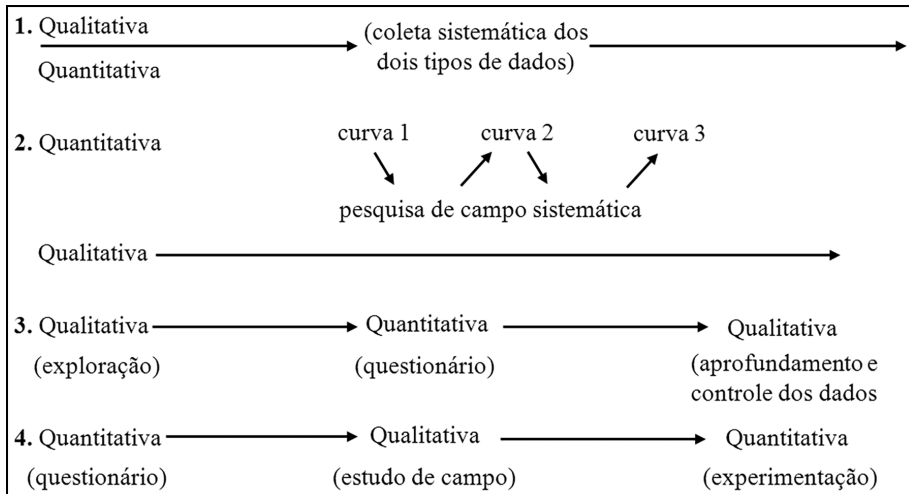 1. Qualitativa
(coleta sistemática dos
dois tipos de dados)
Quantitativa
2. Quantitativa curva 1 curva 2 curva 3
pesquisa de campo sistemática
Qualitativa
3. Qualitativa Quantitativa Qualitativa
(exploração) (questionário) (aprofundamento e
controle dos dados
4. Quantitativa Qualitativa Quantitativa
(questionário) (estudo de campo) (experimentação)